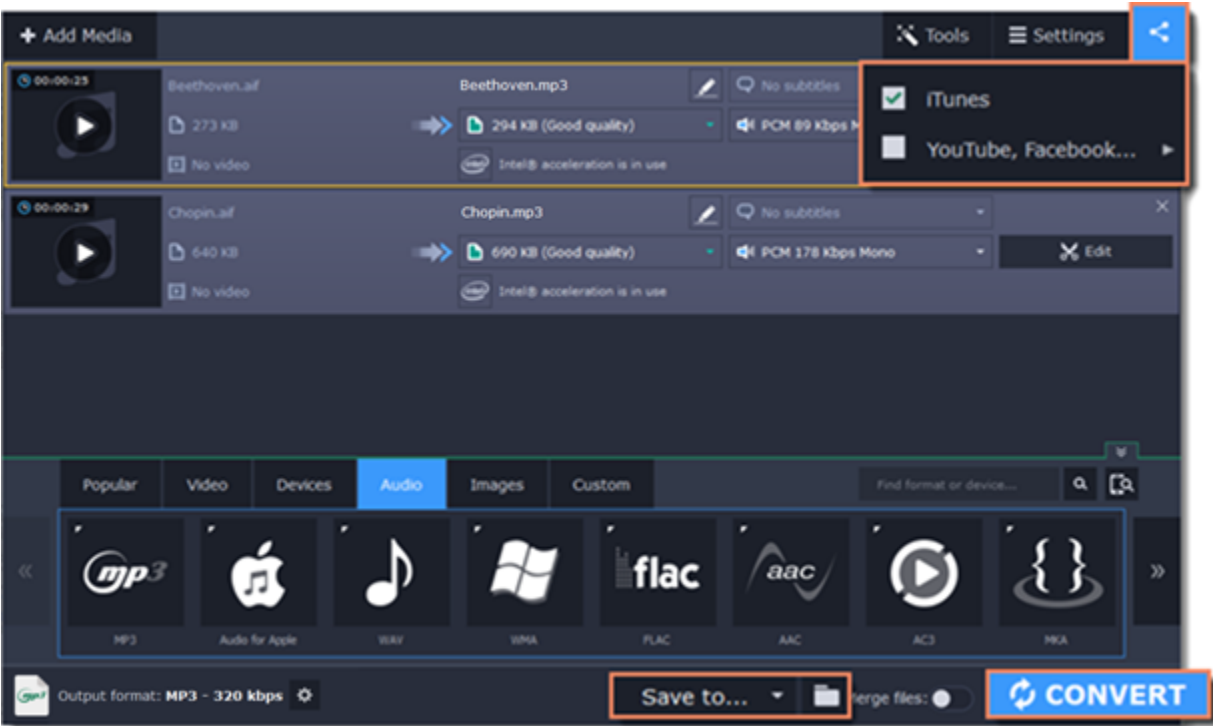 Add Media
Tools
Settings
00:00:25
Beethoven.aif
Beethoven.mp3
No subtitles
iTunes
273 KB
294 KB (Good quality)
PCM 89 Kbps
YouTube, Facebook...
No video
Intel® acceleration is in use
00:00:29
Chopin.aif
Chopin.mp3
No subtitles
640 KB
690 KB (Good quality)
PCM 178 Kbps Mono
Edit
No video
Intel® acceleration is in use
Popular
Video
Devices
Audio
Images
Custom
Find format or device...
mp3
flac
aac
MP3
Audio for Apple
WAV
WMA
FLAC
AAC
AC3
MKA
mp3
Output format: MP3 - 320 kbps
Save to...
erge files:
CONVERT